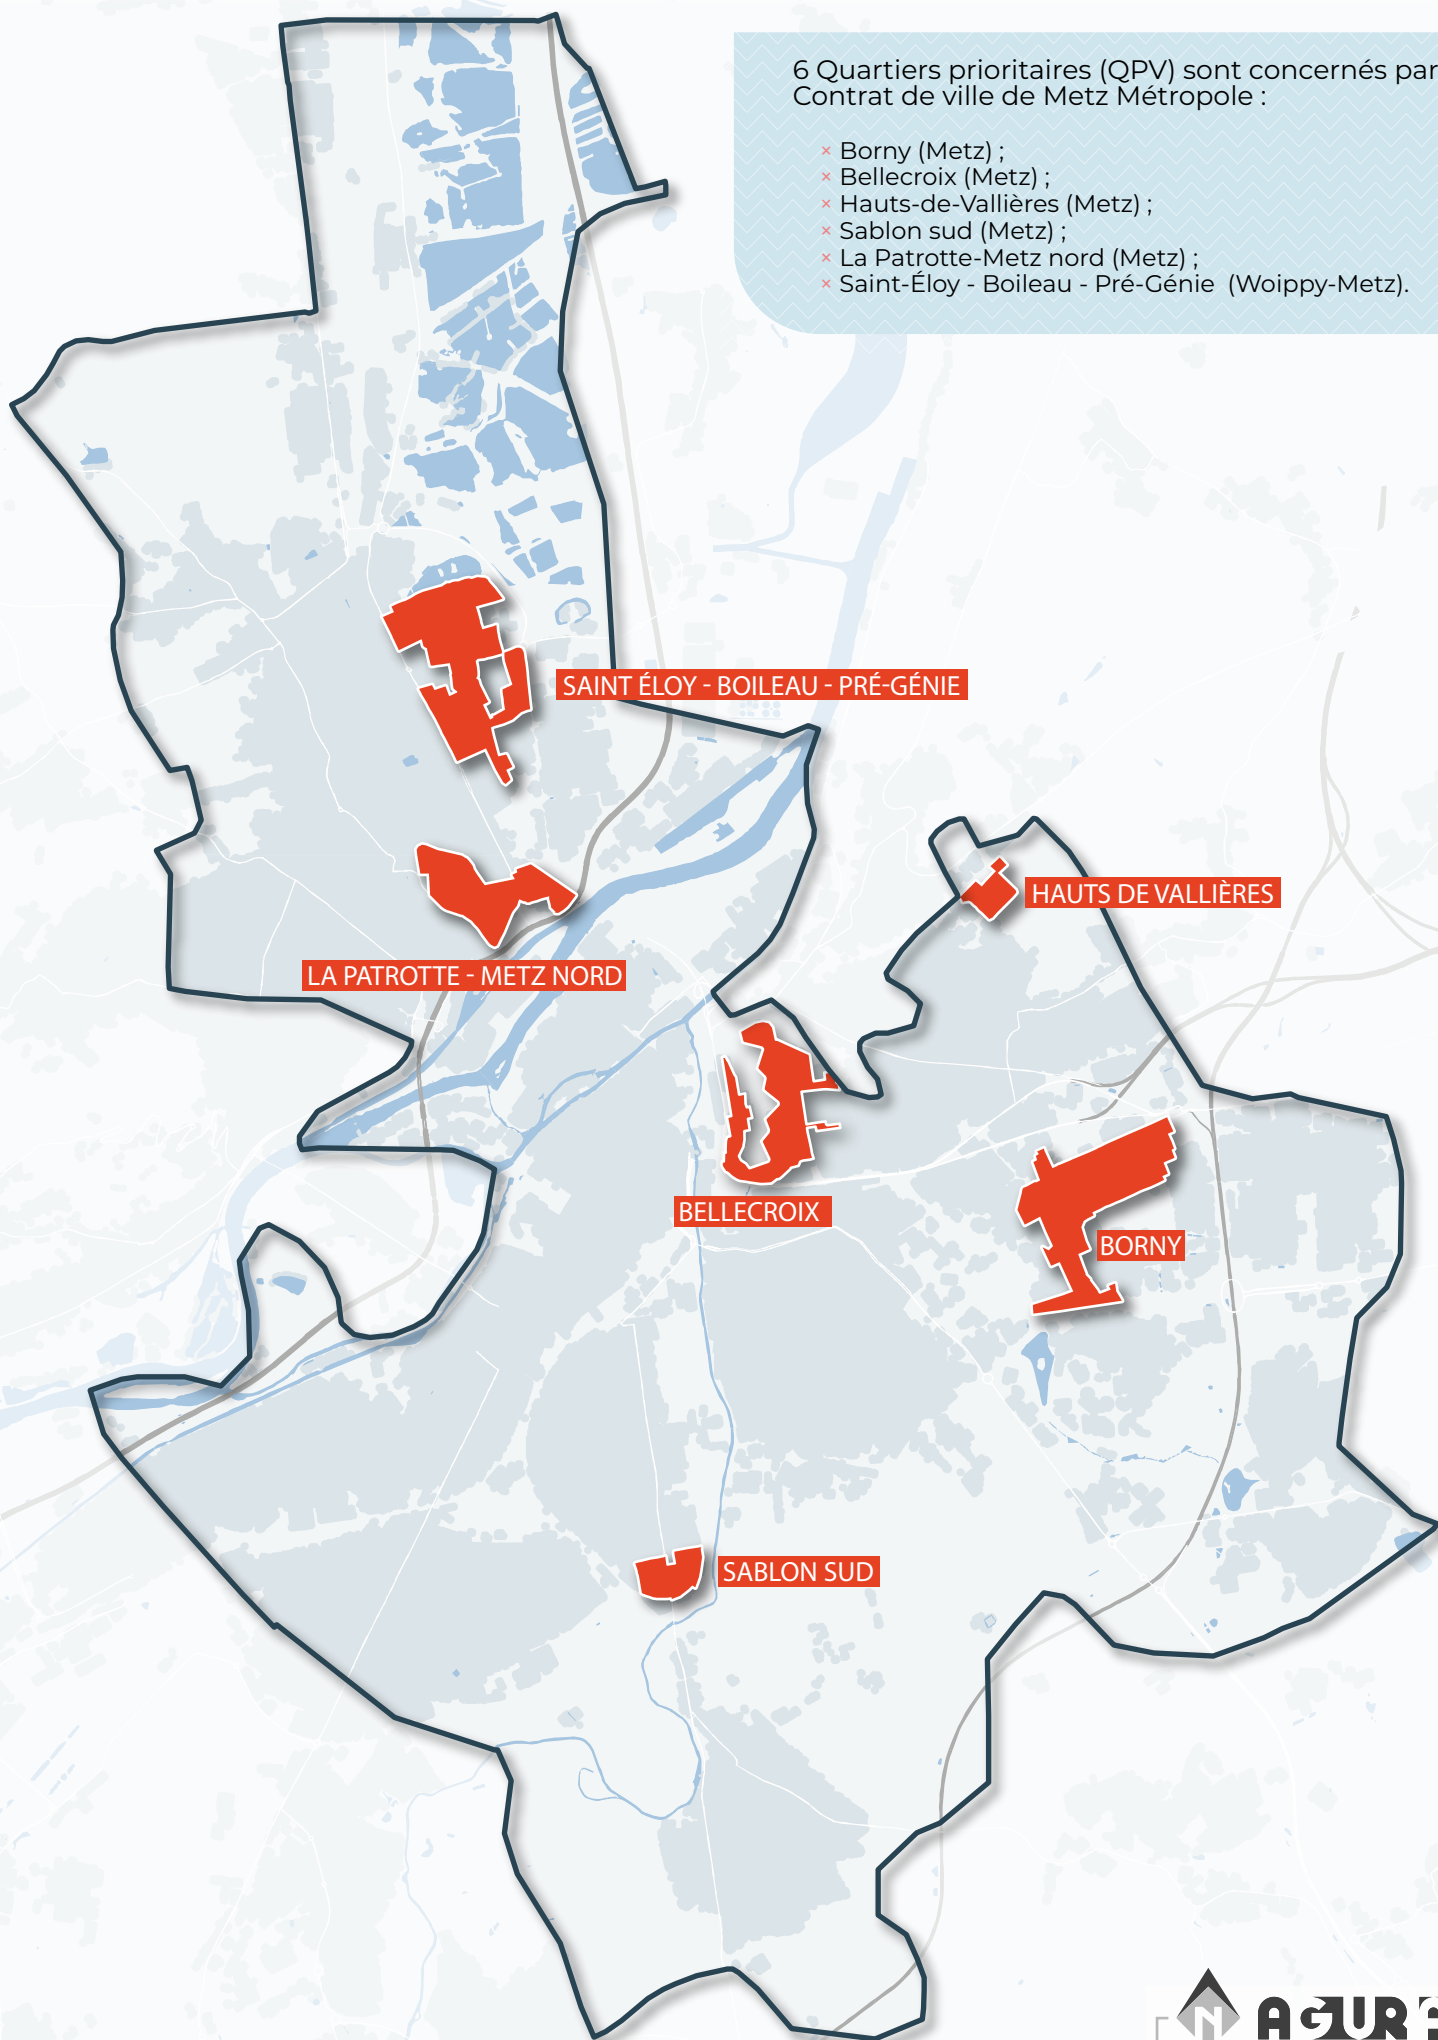 6 Quartiers prioritaires (QPV) sont concernés par
Contrat de ville de Metz Métropole :
× Borny (Metz) ;
× Bellecroix (Metz) ;
× Hauts-de-Vallières (Metz) ;
× Sablon sud (Metz) ;
× La Patrotte-Metz nord (Metz) ;
× Saint-Éloy - Boileau - Pré-Génie (Woippy-Metz).
SAINT ÉLOY - BOILEAU - PRÉ-GÉNIE
HAUTS DE VALLIÈRES
LA PATROTTE - METZ NORD
BELLECROIX
BORNY
SABLON SUD
N